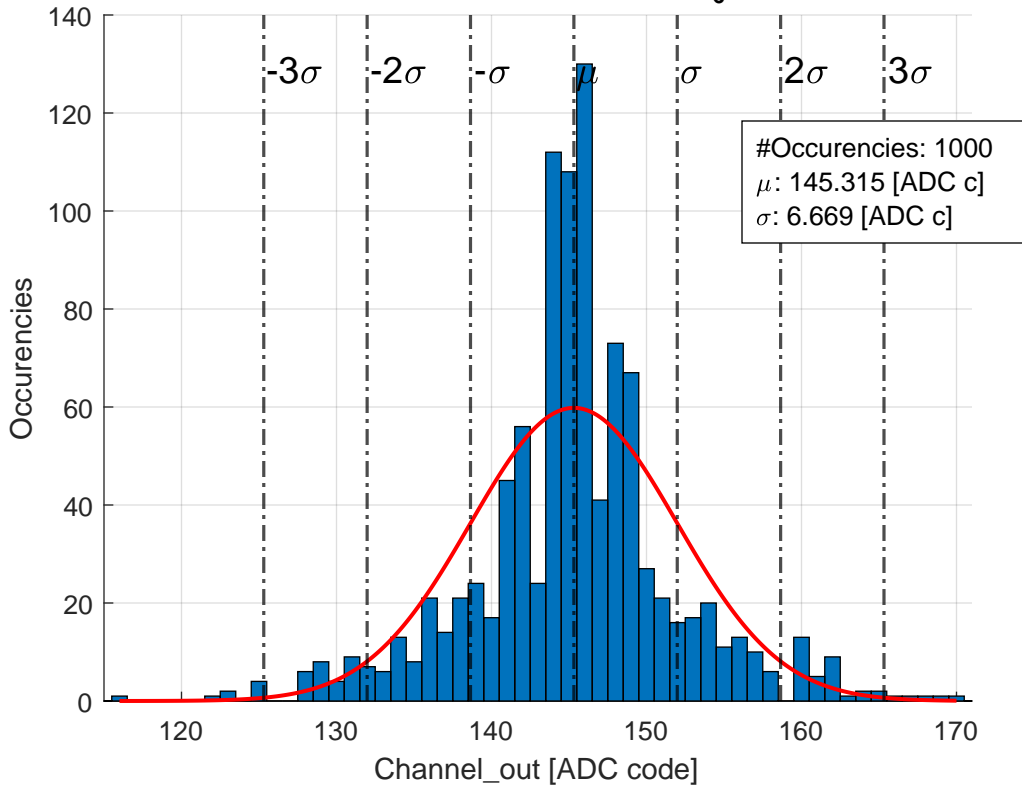 140
120
100
80
60
40
20
0
Occurencies
-3σ
-2σ
-σ
μ
σ
2σ
3σ
#Occurencies: 1000
μ: 145.315 [ADC c]
σ: 6.669 [ADC c]
120
130
140
150
160
170
Channel_out [ADC code]